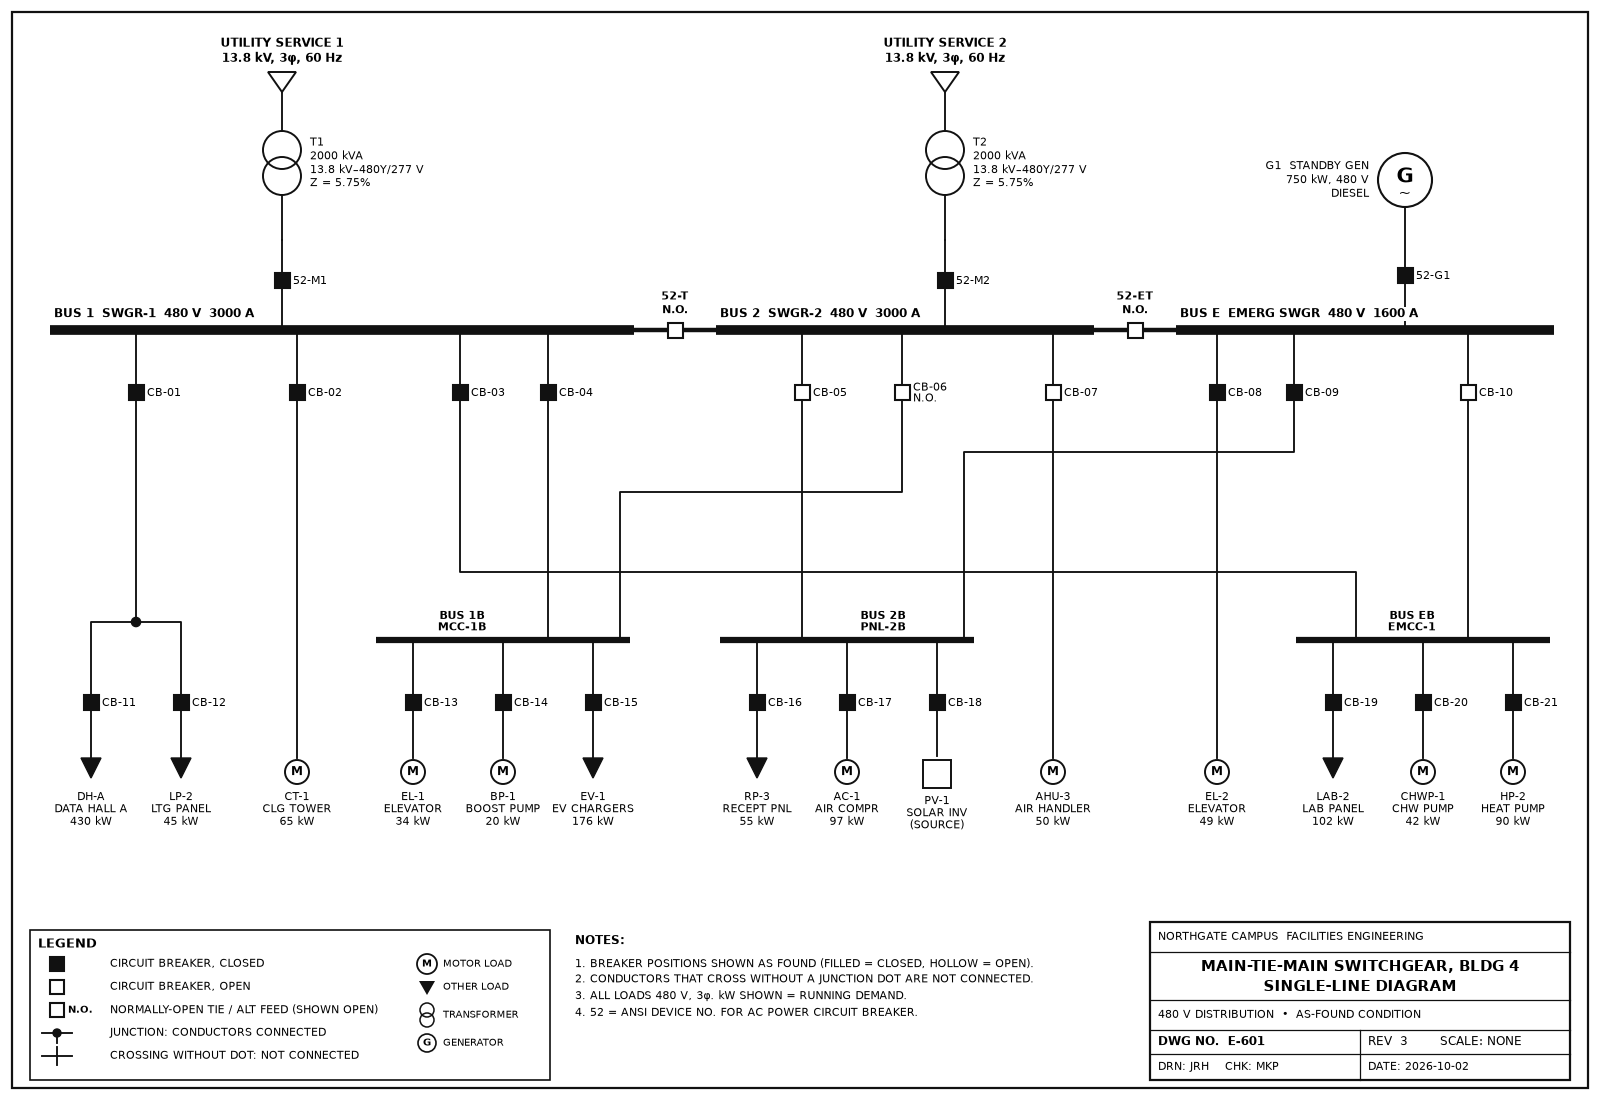 UTILITY SERVICE 1
13.8 kV, 3φ, 60 Hz
UTILITY SERVICE 2
13.8 kV, 3φ, 60 Hz
T1
2000 kVA
13.8 kV–480Y/277 V
Z = 5.75%
T2
2000 kVA
13.8 kV–480Y/277 V
Z = 5.75%
G1 STANDBY GEN
750 kW, 480 V
DIESEL
G
~
52-M1
52-M2
52-G1
BUS 1 SWGR-1 480 V 3000 A
52-T
N.O.
BUS 2 SWGR-2 480 V 3000 A
52-ET
N.O.
BUS E EMERG SWGR 480 V 1600 A
CB-01
CB-02
CB-03
CB-04
CB-05
CB-06
N.O.
CB-07
CB-08
CB-09
CB-10
BUS 1B
MCC-1B
BUS 2B
PNL-2B
BUS EB
EMCC-1
CB-11
CB-12
CB-13
CB-14
CB-15
CB-16
CB-17
CB-18
CB-19
CB-20
CB-21
DH-A
DATA HALL A
430 kW
LP-2
LTG PANEL
45 kW
M
CT-1
CLG TOWER
65 kW
M
EL-1
ELEVATOR
34 kW
M
BP-1
BOOST PUMP
20 kW
EV-1
EV CHARGERS
176 kW
RP-3
RECEPT PNL
55 kW
M
AC-1
AIR COMPR
97 kW
PV-1
SOLAR INV
(SOURCE)
M
AHU-3
AIR HANDLER
50 kW
M
EL-2
ELEVATOR
49 kW
LAB-2
LAB PANEL
102 kW
M
CHWP-1
CHW PUMP
42 kW
M
HP-2
HEAT PUMP
90 kW
LEGEND
CIRCUIT BREAKER, CLOSED
CIRCUIT BREAKER, OPEN
N.O. NORMALLY-OPEN TIE / ALT FEED (SHOWN OPEN)
JUNCTION: CONDUCTORS CONNECTED
CROSSING WITHOUT DOT: NOT CONNECTED
M MOTOR LOAD
OTHER LOAD
TRANSFORMER
G GENERATOR
NOTES:
1. BREAKER POSITIONS SHOWN AS FOUND (FILLED = CLOSED, HOLLOW = OPEN).
2. CONDUCTORS THAT CROSS WITHOUT A JUNCTION DOT ARE NOT CONNECTED.
3. ALL LOADS 480 V, 3φ. kW SHOWN = RUNNING DEMAND.
4. 52 = ANSI DEVICE NO. FOR AC POWER CIRCUIT BREAKER.
NORTHGATE CAMPUS FACILITIES ENGINEERING
MAIN-TIE-MAIN SWITCHGEAR, BLDG 4
SINGLE-LINE DIAGRAM
480 V DISTRIBUTION • AS-FOUND CONDITION
DWG NO. E-601
REV 3 SCALE: NONE
DRN: JRH CHK: MKP
DATE: 2026-10-02